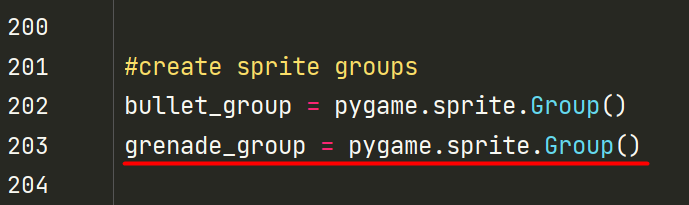 200
201 #create sprite groups
202 bullet_group = pygame.sprite.Group()
203 grenade_group = pygame.sprite.Group()
204